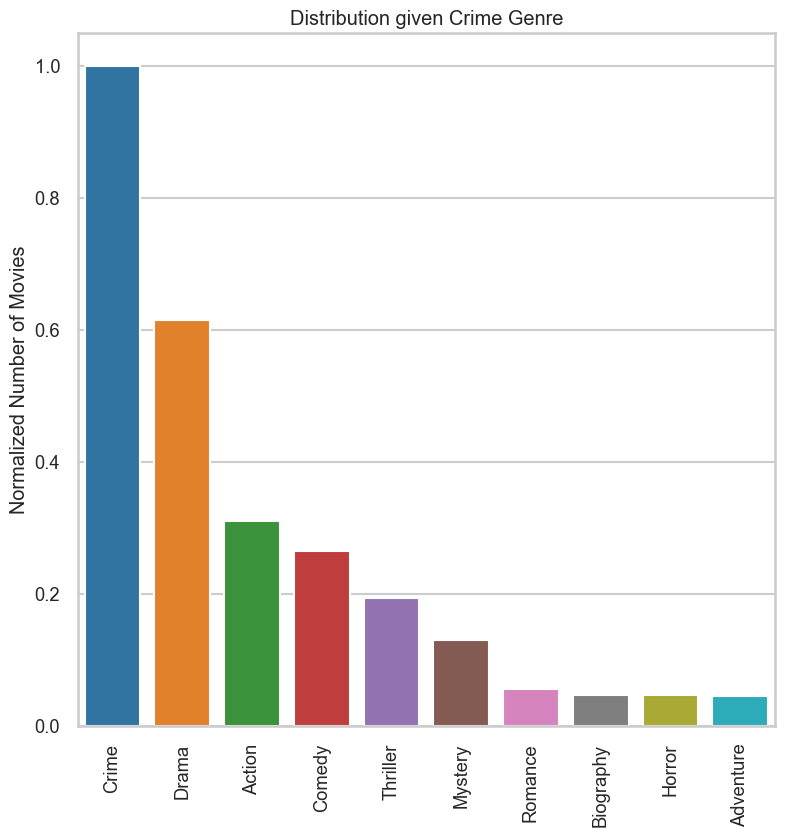 Distribution given Crime Genre
Normalized Number of Movies
1.0
0.8
0.6
0.4
0.2
0.0
Crime
Drama
Action
Comedy
Thriller
Mystery
Romance
Biography
Horror
Adventure